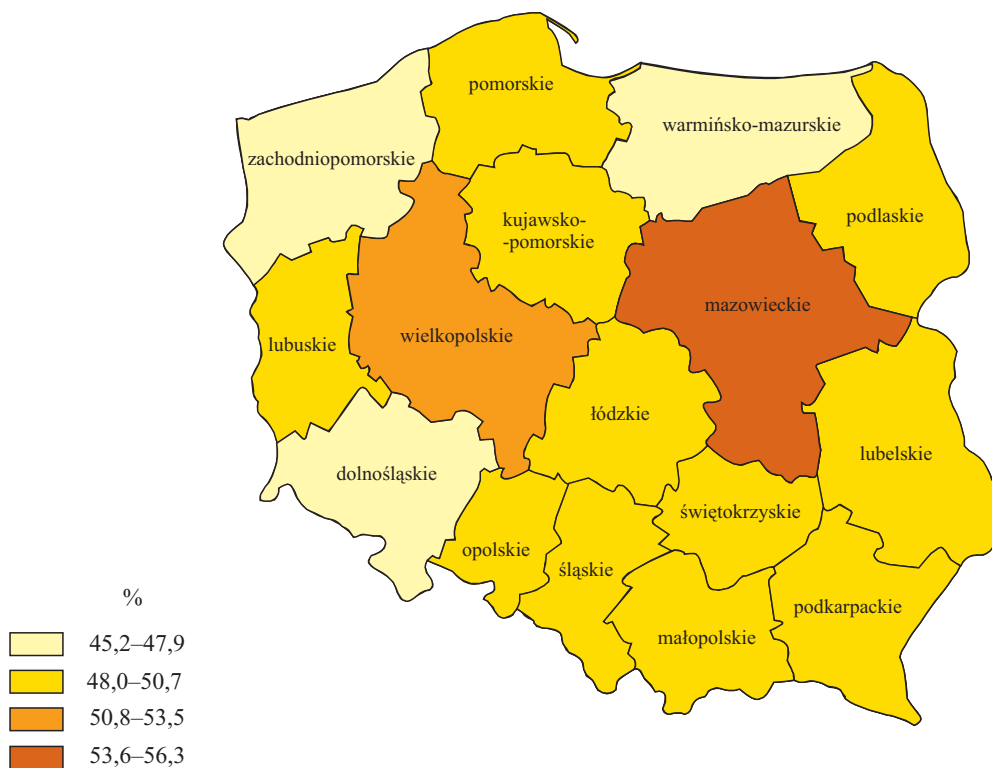 pomorskie
warmińsko-mazurskie
zachodniopomorskie
podlaskie
kujawsko-
-pomorskie
mazowieckie
wielkopolskie
lubuskie
łódzkie
lubelskie
dolnośląskie
świętokrzyskie
opolskie
śląskie
podkarpackie
małopolskie
%
45,2–47,9
48,0–50,7
50,8–53,5
53,6–56,3